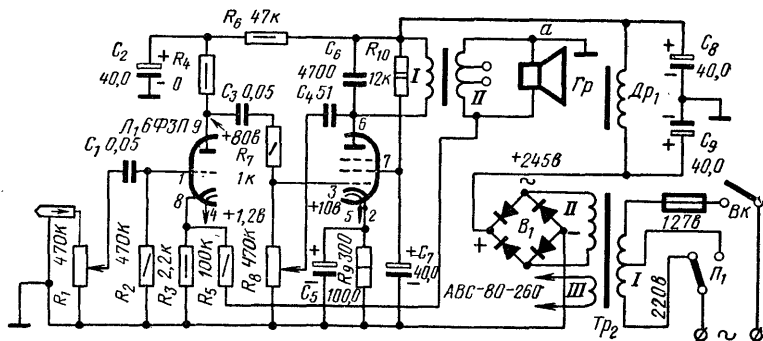 R6 47к
C2
40,0
+
-
R4
0
C3 0,05
Л1 6Ф3П 9
+80в
C1 0,05
1
8
4
+1,2в
R7
1к
470к
R1
470к
R2
R3 2,2к
100к
R5
R8 470к
C6
4700
C4 51
R10
12к
I
II
6
7
3
+10в
5
2
+
C5
100,0
R9 300
+
C7
40,0
-
а
Гр
Др1
+
-
C8
40,0
-
+
C9
40,0
+245в
~
В1
+
-
II
III
АВС-80-260
Тр2
I
127в
220в
Вк
П1
~